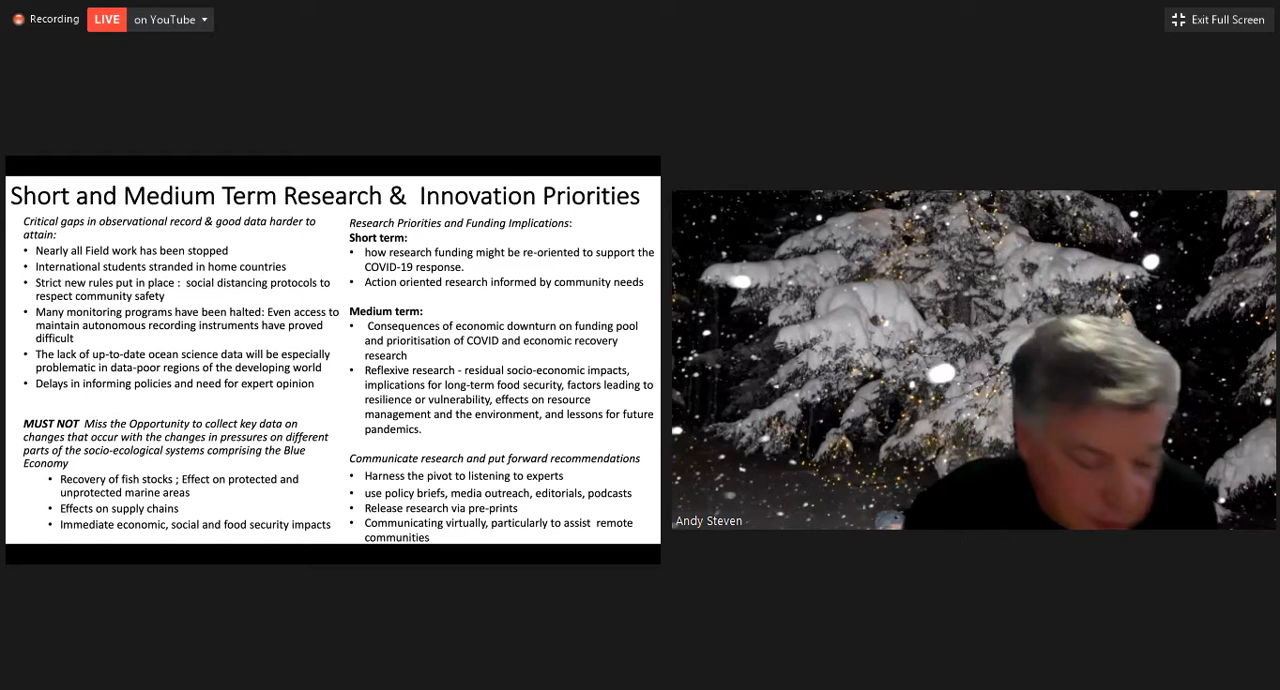 Recording
LIVE on YouTube
Exit Full Screen
Short and Medium Term Research &  Innovation Priorities
Critical gaps in observational record & good data harder to
attain:
• Nearly all Field work has been stopped
• International students stranded in home countries
• Strict new rules put in place :  social distancing protocols to
respect community safety
• Many monitoring programs have been halted: Even access to
maintain autonomous recording instruments have proved
difficult
• The lack of up-to-date ocean science data will be especially
problematic in data-poor regions of the developing world
• Delays in informing policies and need for expert opinion
MUST NOT  Miss the Opportunity to collect key data on
changes that occur with the changes in pressures on different
parts of the socio-ecological systems comprising the Blue
Economy
• Recovery of fish stocks ; Effect on protected and
unprotected marine areas
• Effects on supply chains
• Immediate economic, social and food security impacts
Research Priorities and Funding Implications:
Short term:
• how research funding might be re-oriented to support the
COVID-19 response.
• Action oriented research informed by community needs
Medium term:
• Consequences of economic downturn on funding pool
and prioritisation of COVID and economic recovery
research
• Reflexive research - residual socio-economic impacts,
implications for long-term food security, factors leading to
resilience or vulnerability, effects on resource
management and the environment, and lessons for future
pandemics.
Communicate research and put forward recommendations
• Harness the pivot to listening to experts
• use policy briefs, media outreach, editorials, podcasts
• Release research via pre-prints
• Communicating virtually, particularly to assist  remote
communities
Andy Steven